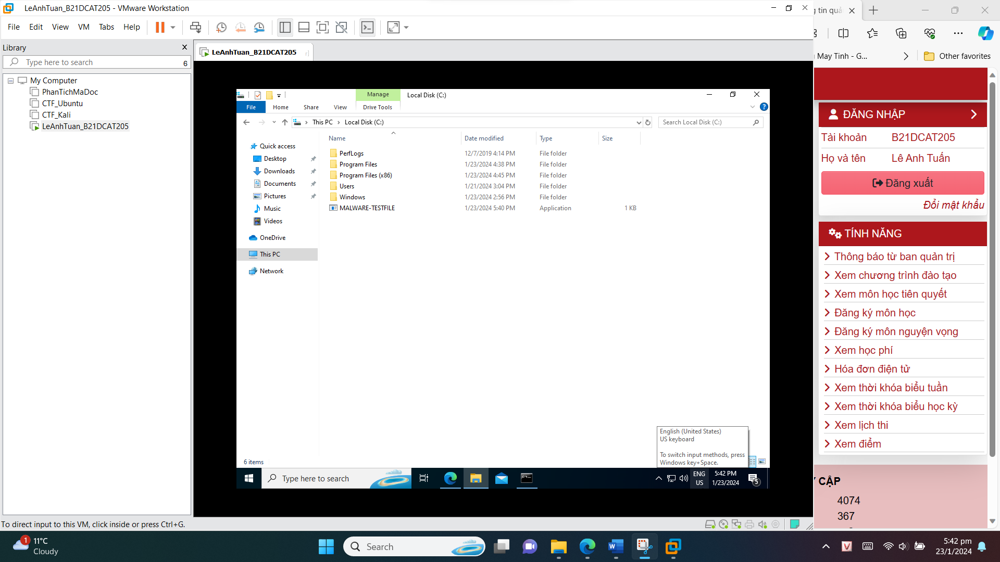 LeAnhTuan_B21DCAT205 - VMware Workstation
File Edit View VM Tabs Help
Library
Type here to search
6
My Computer
PhanTichMaDoc
CTF_Ubuntu
CTF_Kali
LeAnhTuan_B21DCAT205
LeAnhTuan_B21DCAT205
Manage
Local Disk (C:)
File Home Share View Drive Tools
This PC > Local Disk (C:)
Search Local Disk (C:)
Quick access
Desktop
Downloads
Documents
Pictures
Music
Videos
OneDrive
This PC
Network
Name Date modified Type Size
PerfLogs 12/7/2019 4:14 PM File folder
Program Files 1/23/2024 4:38 PM File folder
Program Files (x86) 1/23/2024 4:45 PM File folder
Users 1/21/2024 3:04 PM File folder
Windows 1/23/2024 2:56 PM File folder
MALWARE-TESTFILE 1/23/2024 5:40 PM Application 1 KB
6 items
English (United States)
US keyboard
To switch input methods, press
Windows key+Space.
Type here to search
ENG
US
5:42 PM
1/23/2024
5
To direct input to this VM, click inside or press Ctrl+G.
tin quả
May Tinh - G...
Other favorites
ĐĂNG NHẬP
Tài khoản B21DCAT205
Họ và tên Lê Anh Tuấn
Đăng xuất
Đổi mật khẩu
TÍNH NĂNG
Thông báo từ ban quản trị
Xem chương trình đào tạo
Xem môn học tiên quyết
Đăng ký môn học
Đăng ký môn nguyện vọng
Xem học phí
Hóa đơn điện tử
Xem thời khóa biểu tuần
Xem thời khóa biểu học kỳ
Xem lịch thi
Xem điểm
CẬP
4074
367
1
11°C
Cloudy
Search
5:42 pm
23/1/2024